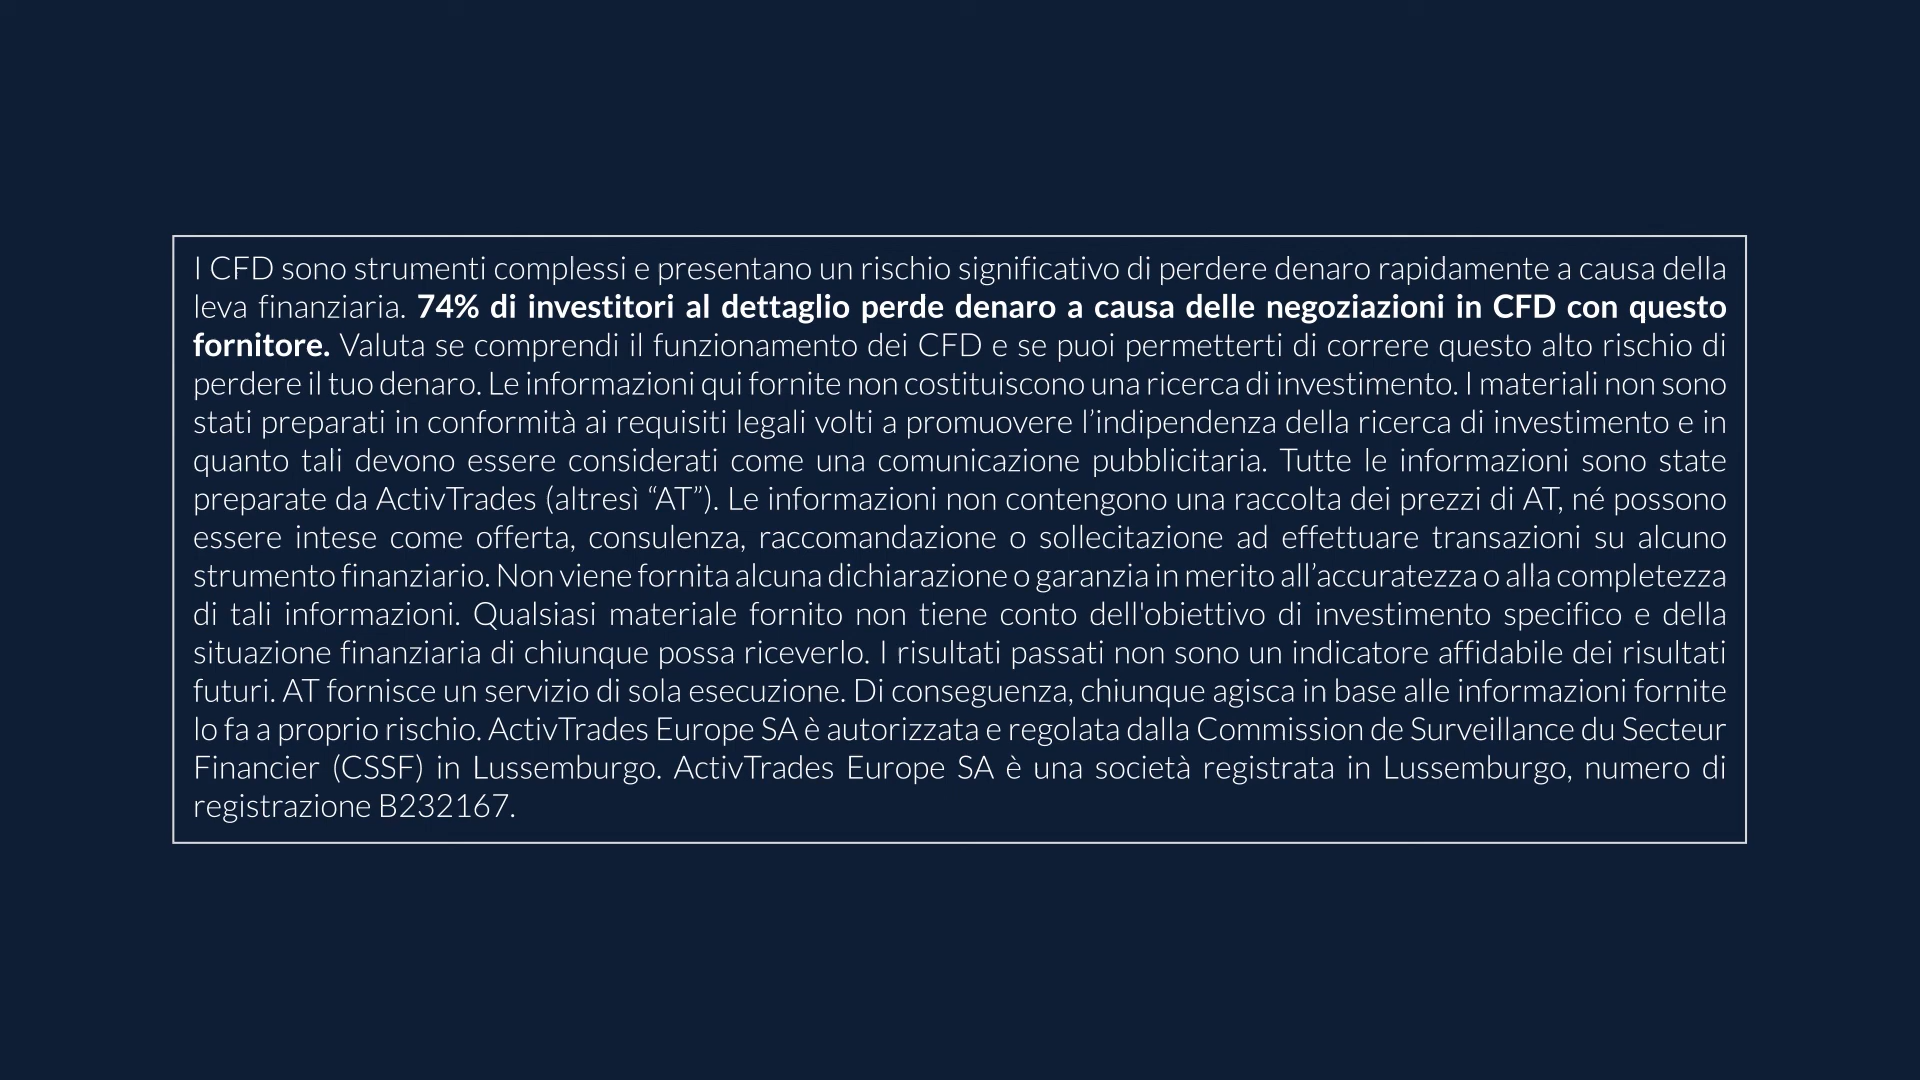 I CFD sono strumenti complessi e presentano un rischio significativo di perdere denaro rapidamente a causa della
leva finanziaria. 74% di investitori al dettaglio perde denaro a causa delle negoziazioni in CFD con questo
fornitore. Valuta se comprendi il funzionamento dei CFD e se puoi permetterti di correre questo alto rischio di
perdere il tuo denaro. Le informazioni qui fornite non costituiscono una ricerca di investimento. I materiali non sono
stati preparati in conformità ai requisiti legali volti a promuovere l’indipendenza della ricerca di investimento e in
quanto tali devono essere considerati come una comunicazione pubblicitaria. Tutte le informazioni sono state
preparate da ActivTrades (altresì “AT”). Le informazioni non contengono una raccolta dei prezzi di AT, né possono
essere intese come offerta, consulenza, raccomandazione o sollecitazione ad effettuare transazioni su alcuno
strumento finanziario. Non viene fornita alcuna dichiarazione o garanzia in merito all’accuratezza o alla completezza
di tali informazioni. Qualsiasi materiale fornito non tiene conto dell'obiettivo di investimento specifico e della
situazione finanziaria di chiunque possa riceverlo. I risultati passati non sono un indicatore affidabile dei risultati
futuri. AT fornisce un servizio di sola esecuzione. Di conseguenza, chiunque agisca in base alle informazioni fornite
lo fa a proprio rischio. ActivTrades Europe SA è autorizzata e regolata dalla Commission de Surveillance du Secteur
Financier (CSSF) in Lussemburgo. ActivTrades Europe SA è una società registrata in Lussemburgo, numero di
registrazione B232167.